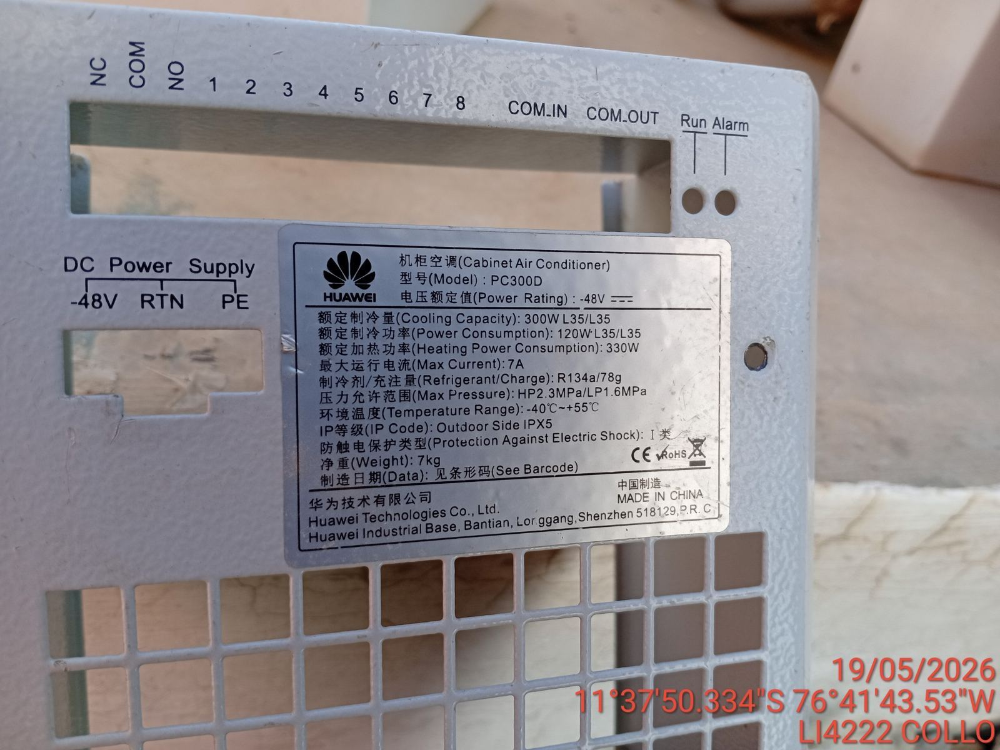 NC COM NO 1 2 3 4 5 6 7 8 COM_IN COM_OUT Run Alarm
DC Power Supply
-48V RTN PE
HUAWEI
机柜空调(Cabinet Air Conditioner)
型号(Model) : PC300D
电压额定值(Power Rating) : -48V ⎓
额定制冷量(Cooling Capacity): 300W L35/L35
额定制冷功率(Power Consumption): 120W L35/L35
额定加热功率(Heating Power Consumption): 330W
最大运行电流(Max Current): 7A
制冷剂/充注量(Refrigerant/Charge): R134a/78g
压力允许范围(Max Pressure): HP2.3MPa/LP1.6MPa
环境温度(Temperature Range): -40℃~+55℃
IP等级(IP Code): Outdoor Side IPX5
防触电保护类型(Protection Against Electric Shock): I 类
净重(Weight): 7kg
CE RoHS
制造日期(Data): 见条形码(See Barcode)
华为技术有限公司
中国制造
MADE IN CHINA
Huawei Technologies Co., Ltd.
Huawei Industrial Base, Bantian, Longgang, Shenzhen 518129, P.R. C
19/05/2026
11°37'50.334"S 76°41'43.53"W
LI4222 COLLO